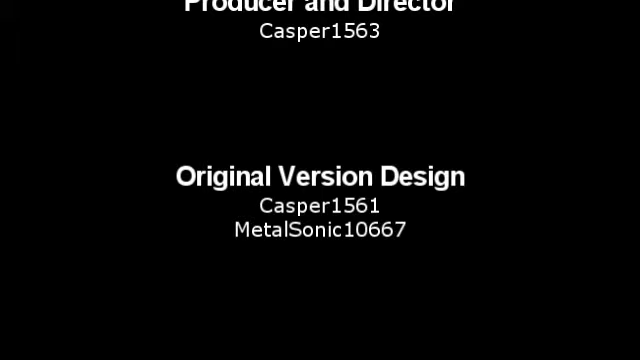 Producer and Director
Casper1563
Original Version Design
Casper1561
MetalSonic10667